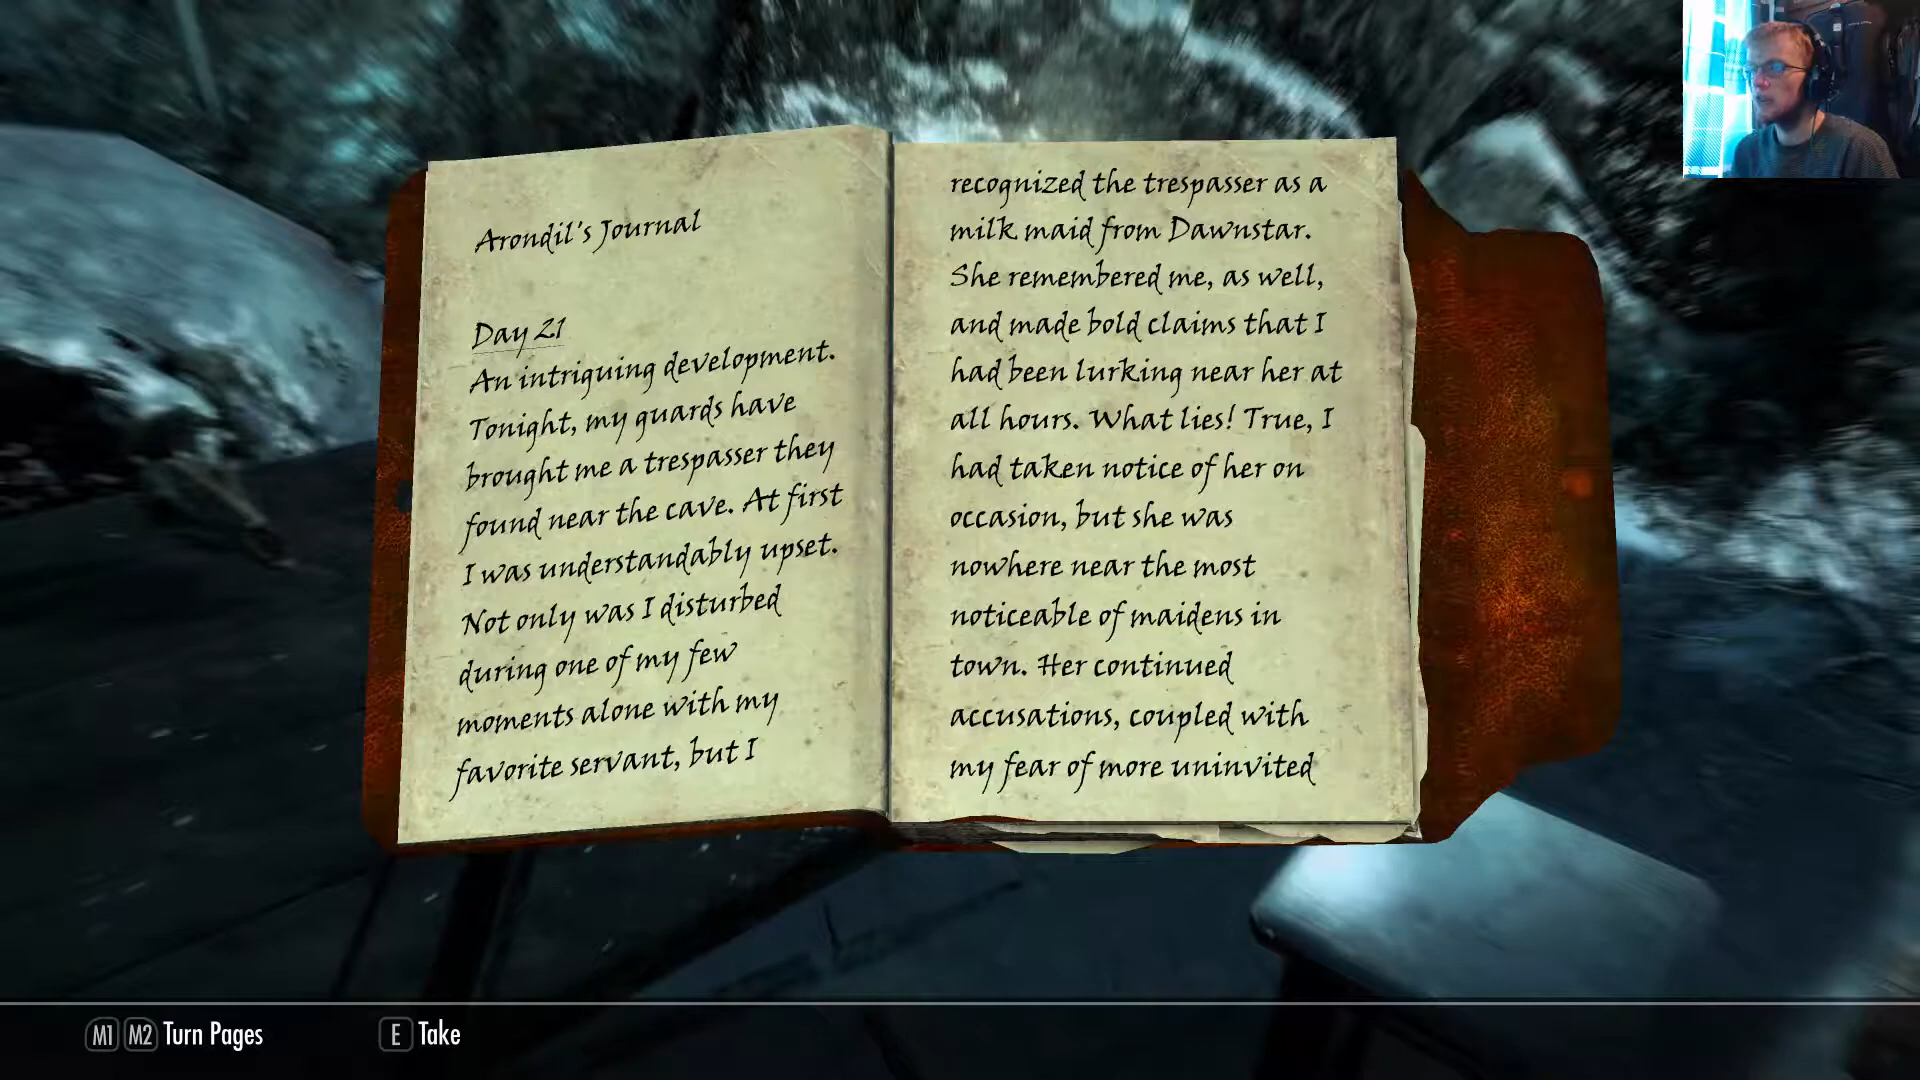 Arondil's Journal
Day 21
An intriguing development.
Tonight, my guards have
brought me a trespasser they
found near the cave. At first
I was understandably upset.
Not only was I disturbed
during one of my few
moments alone with my
favorite servant, but I
recognized the trespasser as a
milk maid from Dawnstar.
She remembered me, as well,
and made bold claims that I
had been lurking near her at
all hours. What lies! True, I
had taken notice of her on
occasion, but she was
nowhere near the most
noticeable of maidens in
town. Her continued
accusations, coupled with
my fear of more uninvited
M1 M2 Turn Pages E Take